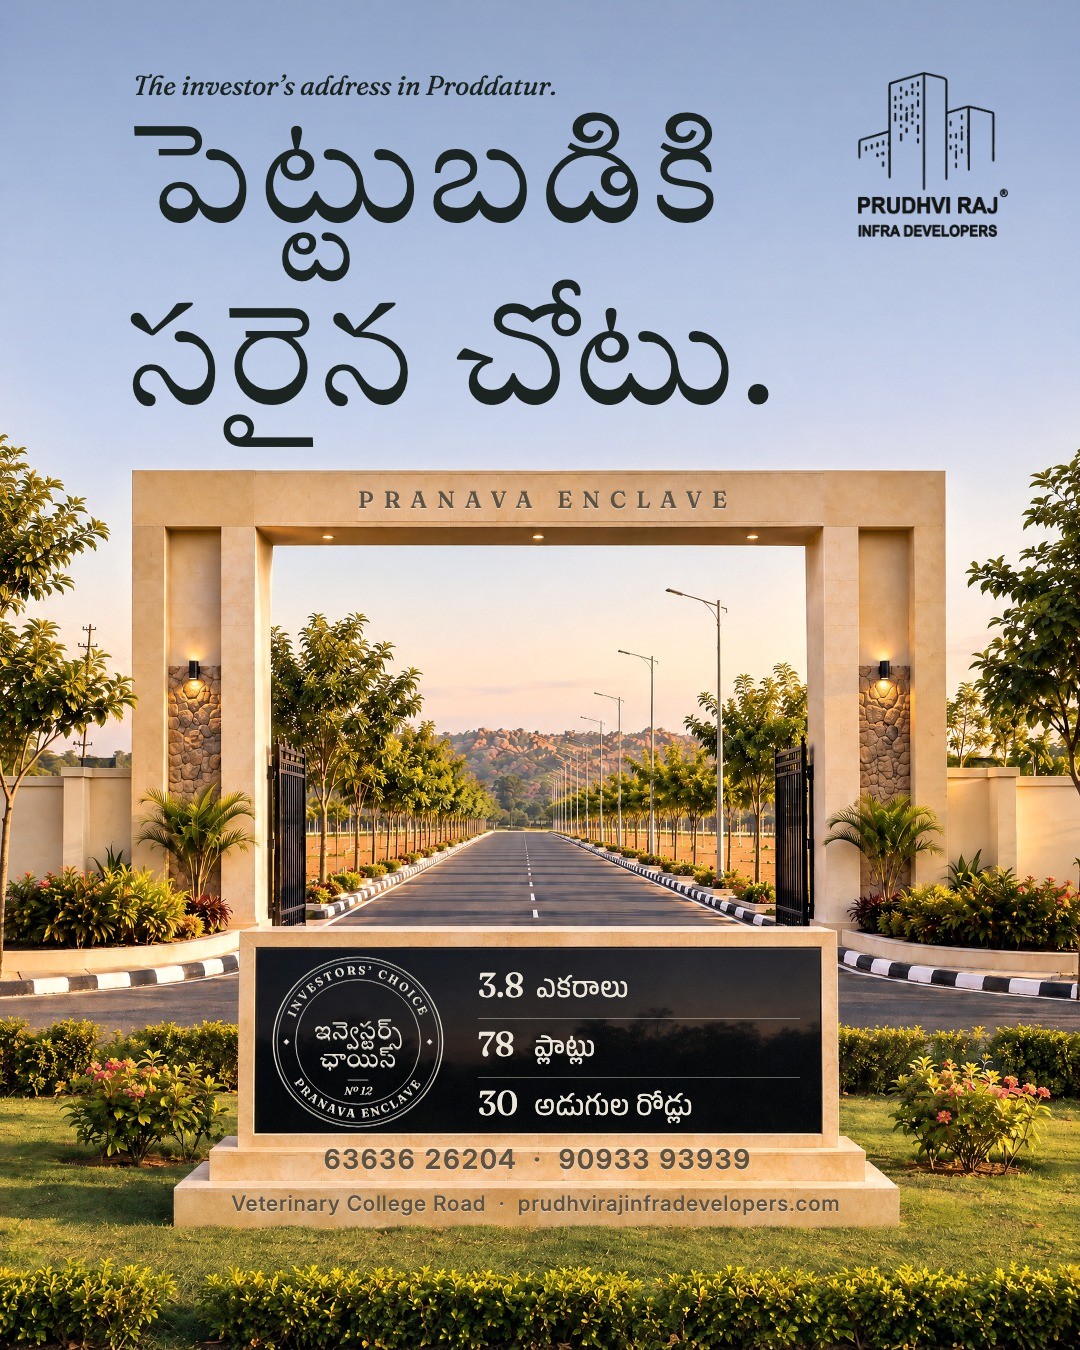 The investor's address in Proddatur.
పెట్టుబడికి
సరైన చోటు.
PRUDHVI RAJ®
INFRA DEVELOPERS
PRANAVA ENCLAVE
INVESTORS' CHOICE
ఇన్వెస్టర్స్
ఛాయిస్
Nº 12
PRANAVA ENCLAVE
3.8 ఎకరాలు
78 ప్లాట్లు
30 అడుగుల రోడ్లు
63636 26204 · 90933 93939
Veterinary College Road · prudhvirajinfradevelopers.com